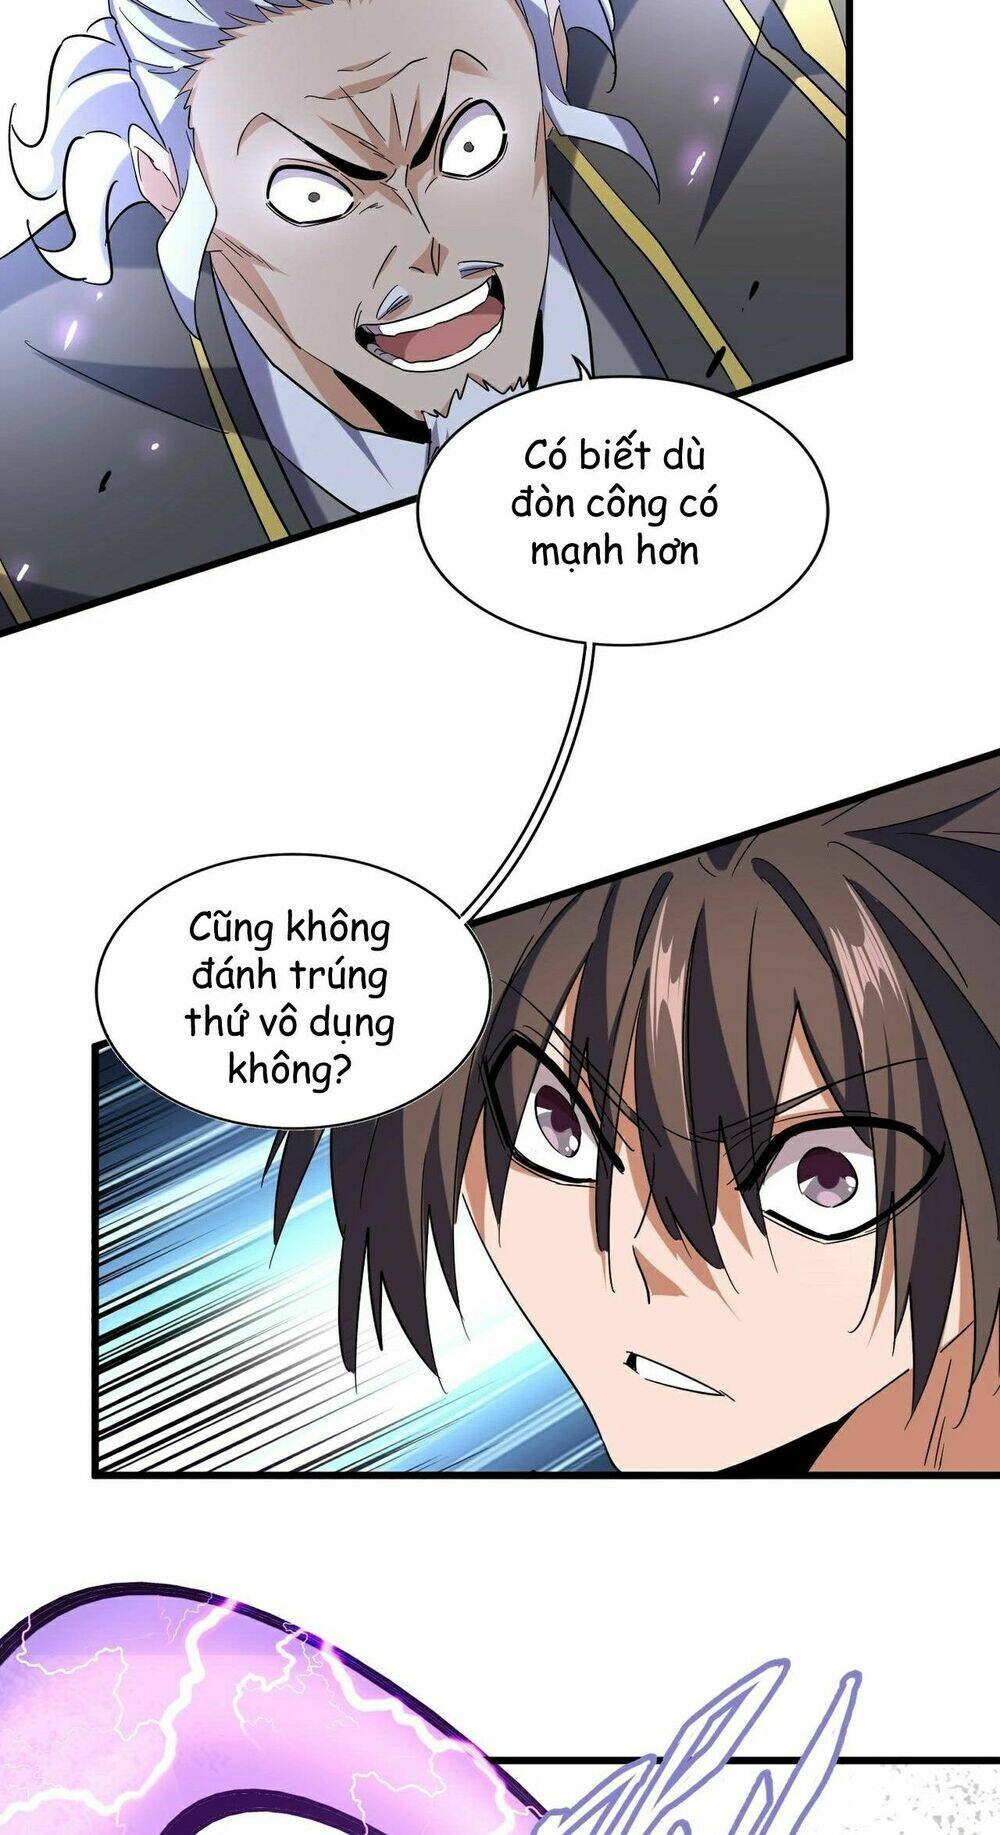 Có biết dù
đòn công có
mạnh hơn
Cũng không
đánh trúng
thứ vô dụng
không?